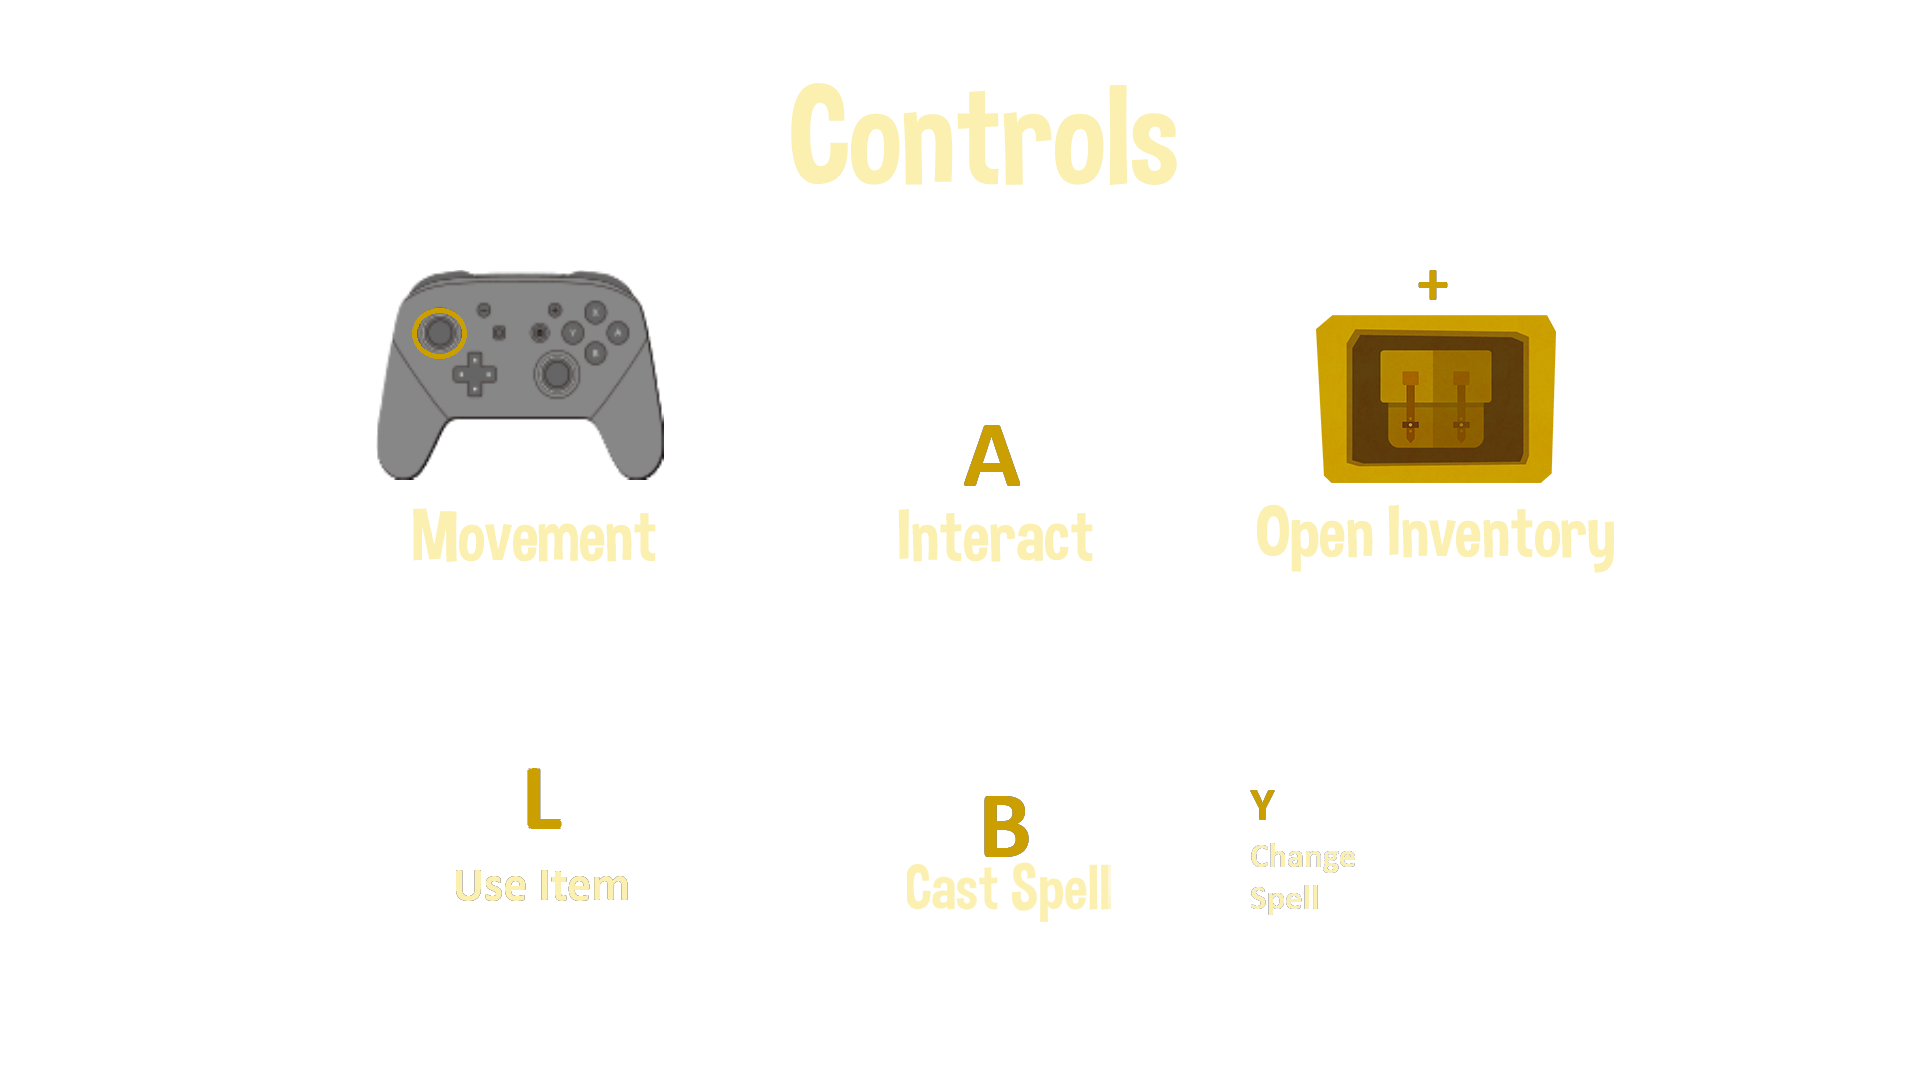 Controls
+
A
Movement
Interact
Open Inventory
L
B
Y
Use Item
Cast Spell
Change
Spell